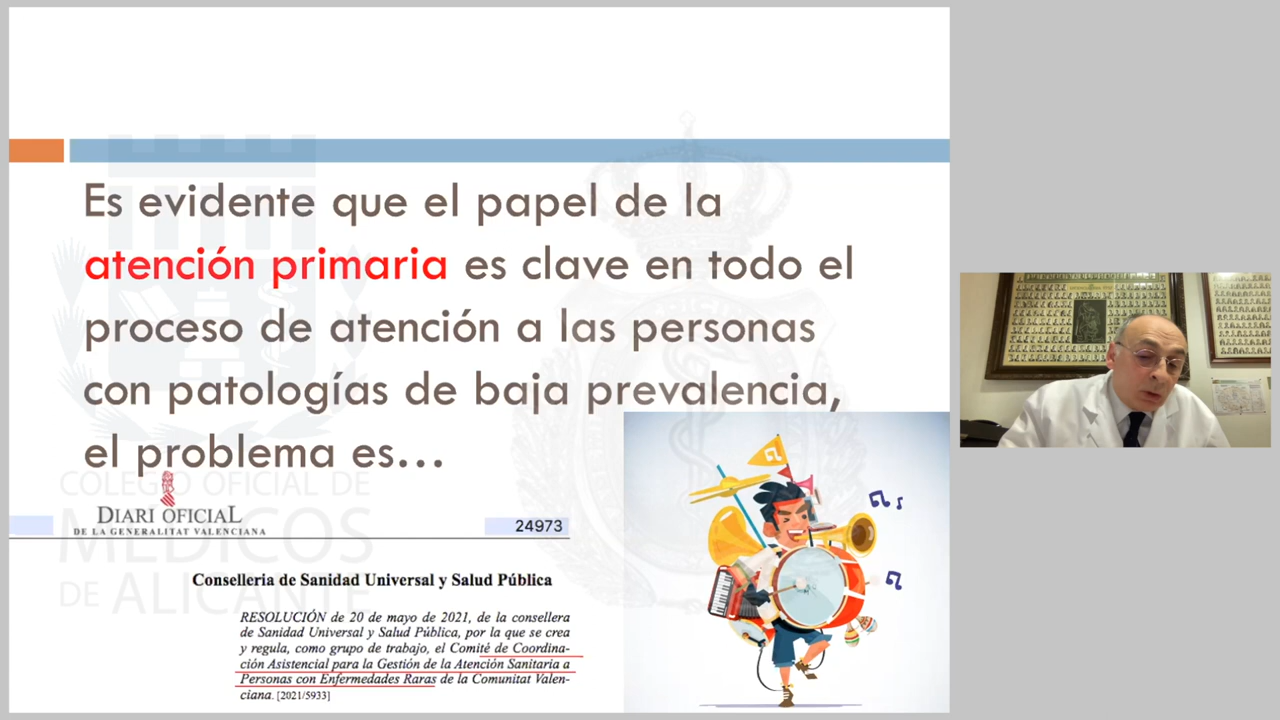 Es evidente que el papel de la
atención primaria es clave en todo el
proceso de atención a las personas
con patologías de baja prevalencia,
el problema es...
COLEGIO OFICIAL DE
MÉDICOS
DE ALICANTE
DIARI OFICIAL
DE LA GENERALITAT VALENCIANA
24973
Conselleria de Sanidad Universal y Salud Pública
RESOLUCIÓN de 20 de mayo de 2021, de la consellera
de Sanidad Universal y Salud Pública, por la que se crea
y regula, como grupo de trabajo, el Comité de Coordina-
ción Asistencial para la Gestión de la Atención Sanitaria a
Personas con Enfermedades Raras de la Comunitat Valen-
ciana. [2021/5933]